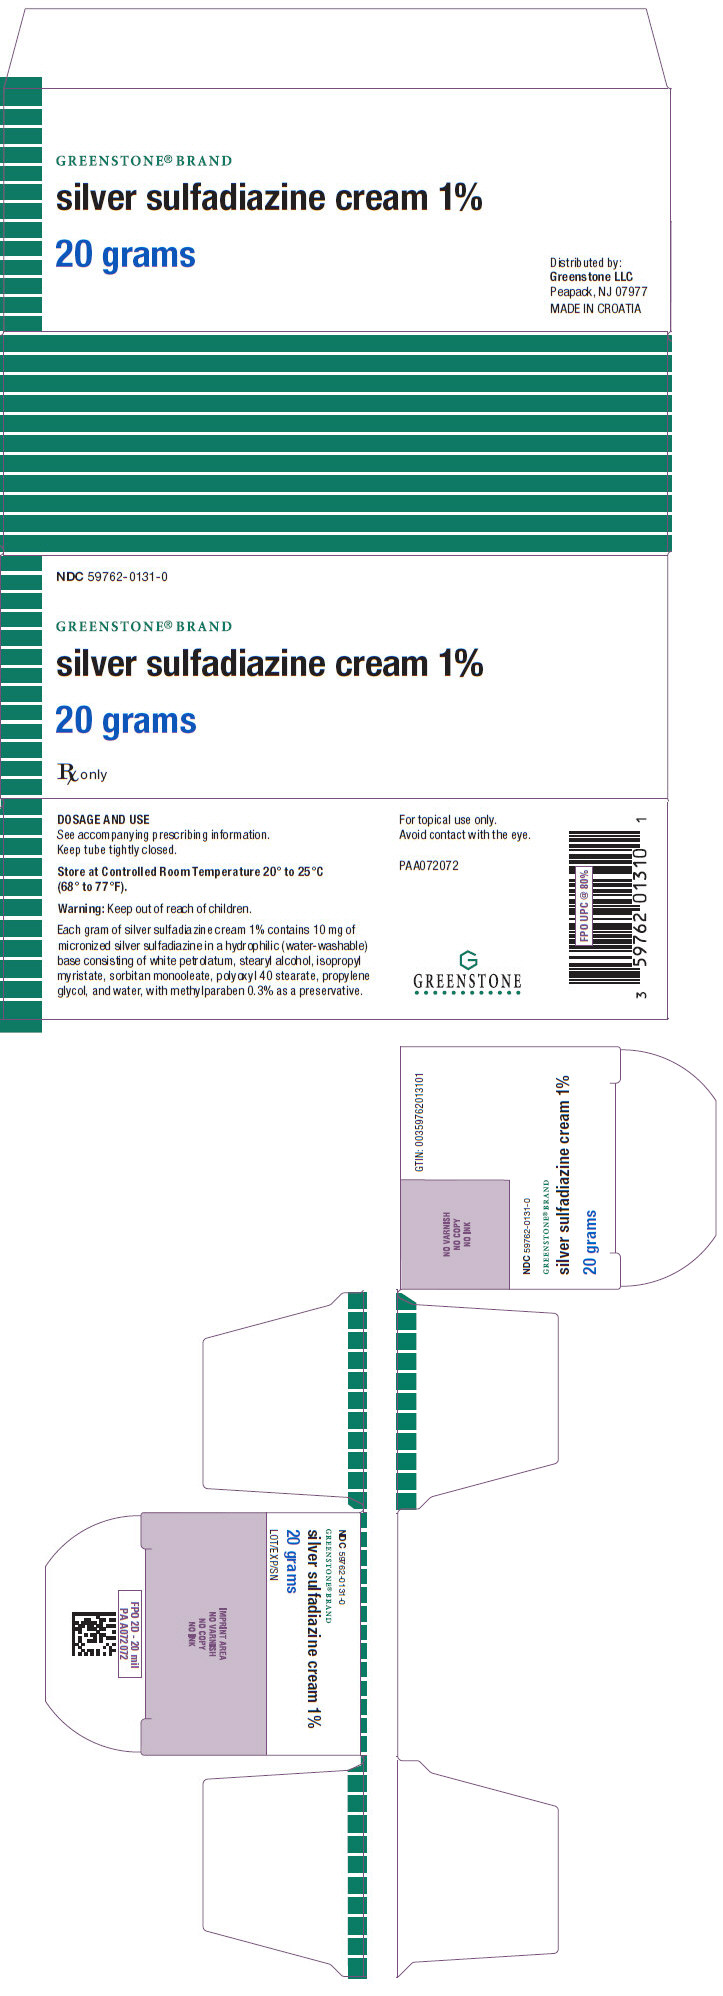 GREENSTONE® BRAND
silver sulfadiazine cream 1%
20 grams
Distributed by:
Greenstone LLC
Peapack, NJ 07977
MADE IN CROATIA
NDC 59762-0131-0
GREENSTONE® BRAND
silver sulfadiazine cream 1%
20 grams
℞ only
DOSAGE AND USE
See accompanying prescribing information.
Keep tube tightly closed.
Store at Controlled Room Temperature 20° to 25°C
(68° to 77°F).
Warning: Keep out of reach of children.
Each gram of silver sulfadiazine cream 1% contains 10 mg of
micronized silver sulfadiazine in a hydrophilic (water-washable)
base consisting of white petrolatum, stearyl alcohol, isopropyl
myristate, sorbitan monooleate, polyoxyl 40 stearate, propylene
glycol, and water, with methylparaben 0.3% as a preservative.
For topical use only.
Avoid contact with the eye.
PAA072072
GREENSTONE
FPO UPC @ 80%
3 59762 01310 1
GTIN: 00359762013101
NO VARNISH
NO COPY
NO INK
NDC 59762-0131-0
GREENSTONE® BRAND
silver sulfadiazine cream 1%
20 grams
NDC 59762-0131-0
GREENSTONE® BRAND
silver sulfadiazine cream 1%
20 grams
LOT/EXP/SN
IMPRINT AREA
NO VARNISH
NO COPY
NO INK
FPO 2D - 20 mil
PAA072072